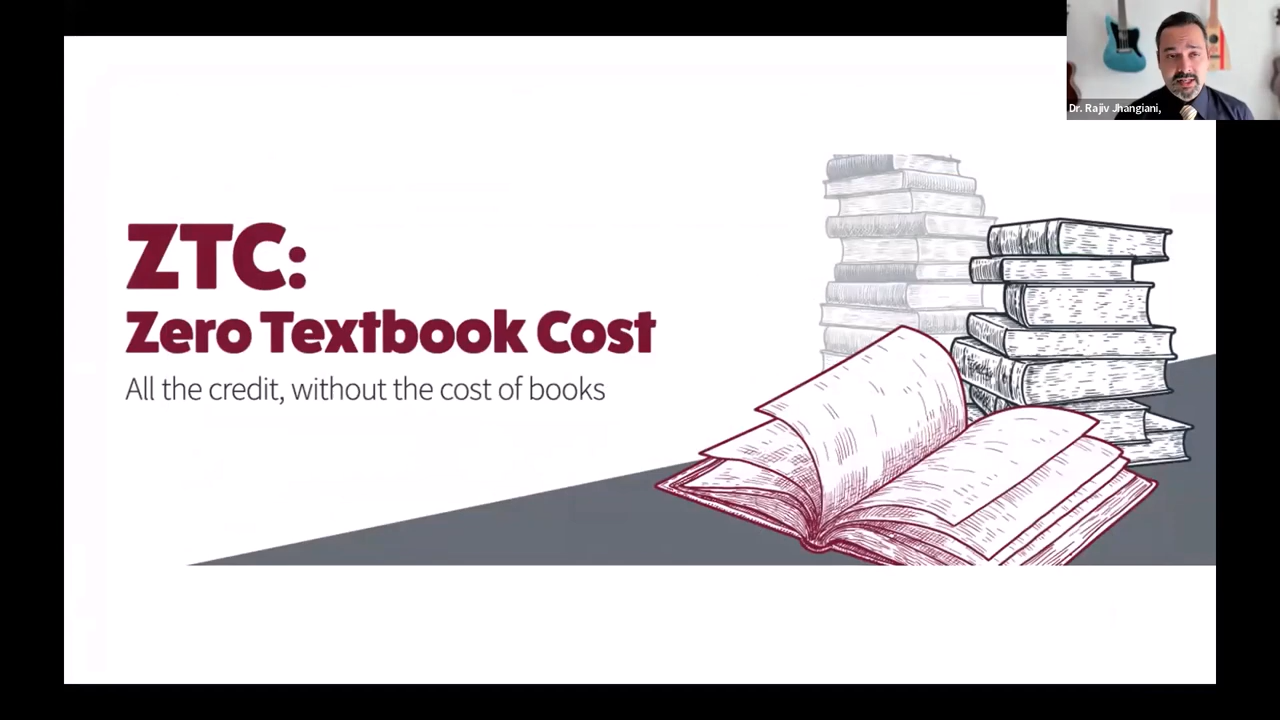 Dr. Rajiv Jhangiani,
ZTC:
Zero Textbook Cost
All the credit, without the cost of books